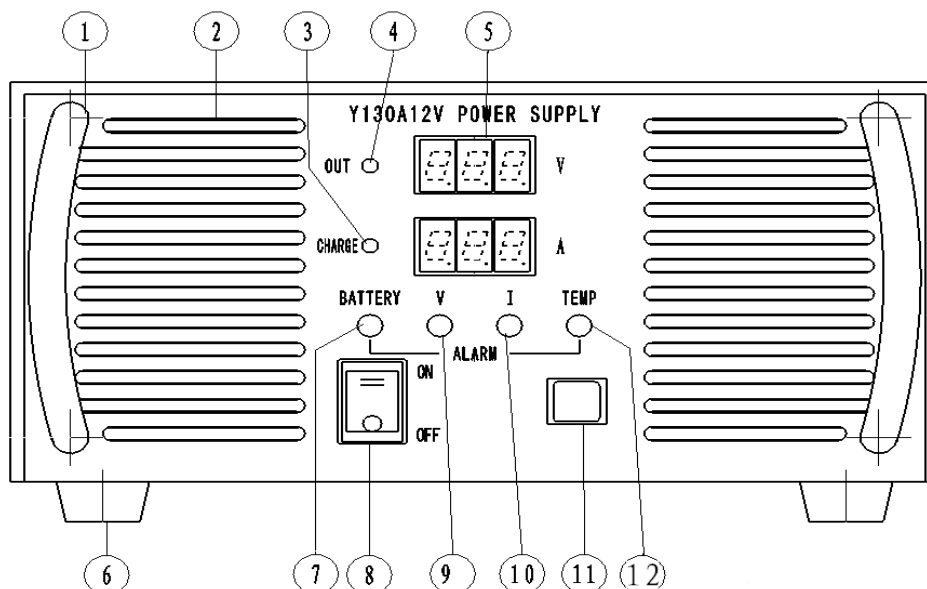 1 2 3 4 5
Y130A12V POWER SUPPLY
OUT V
CHARGE A
BATTERY V I TEMP
ALARM
ON
OFF
6 7 8 9 10 11 12